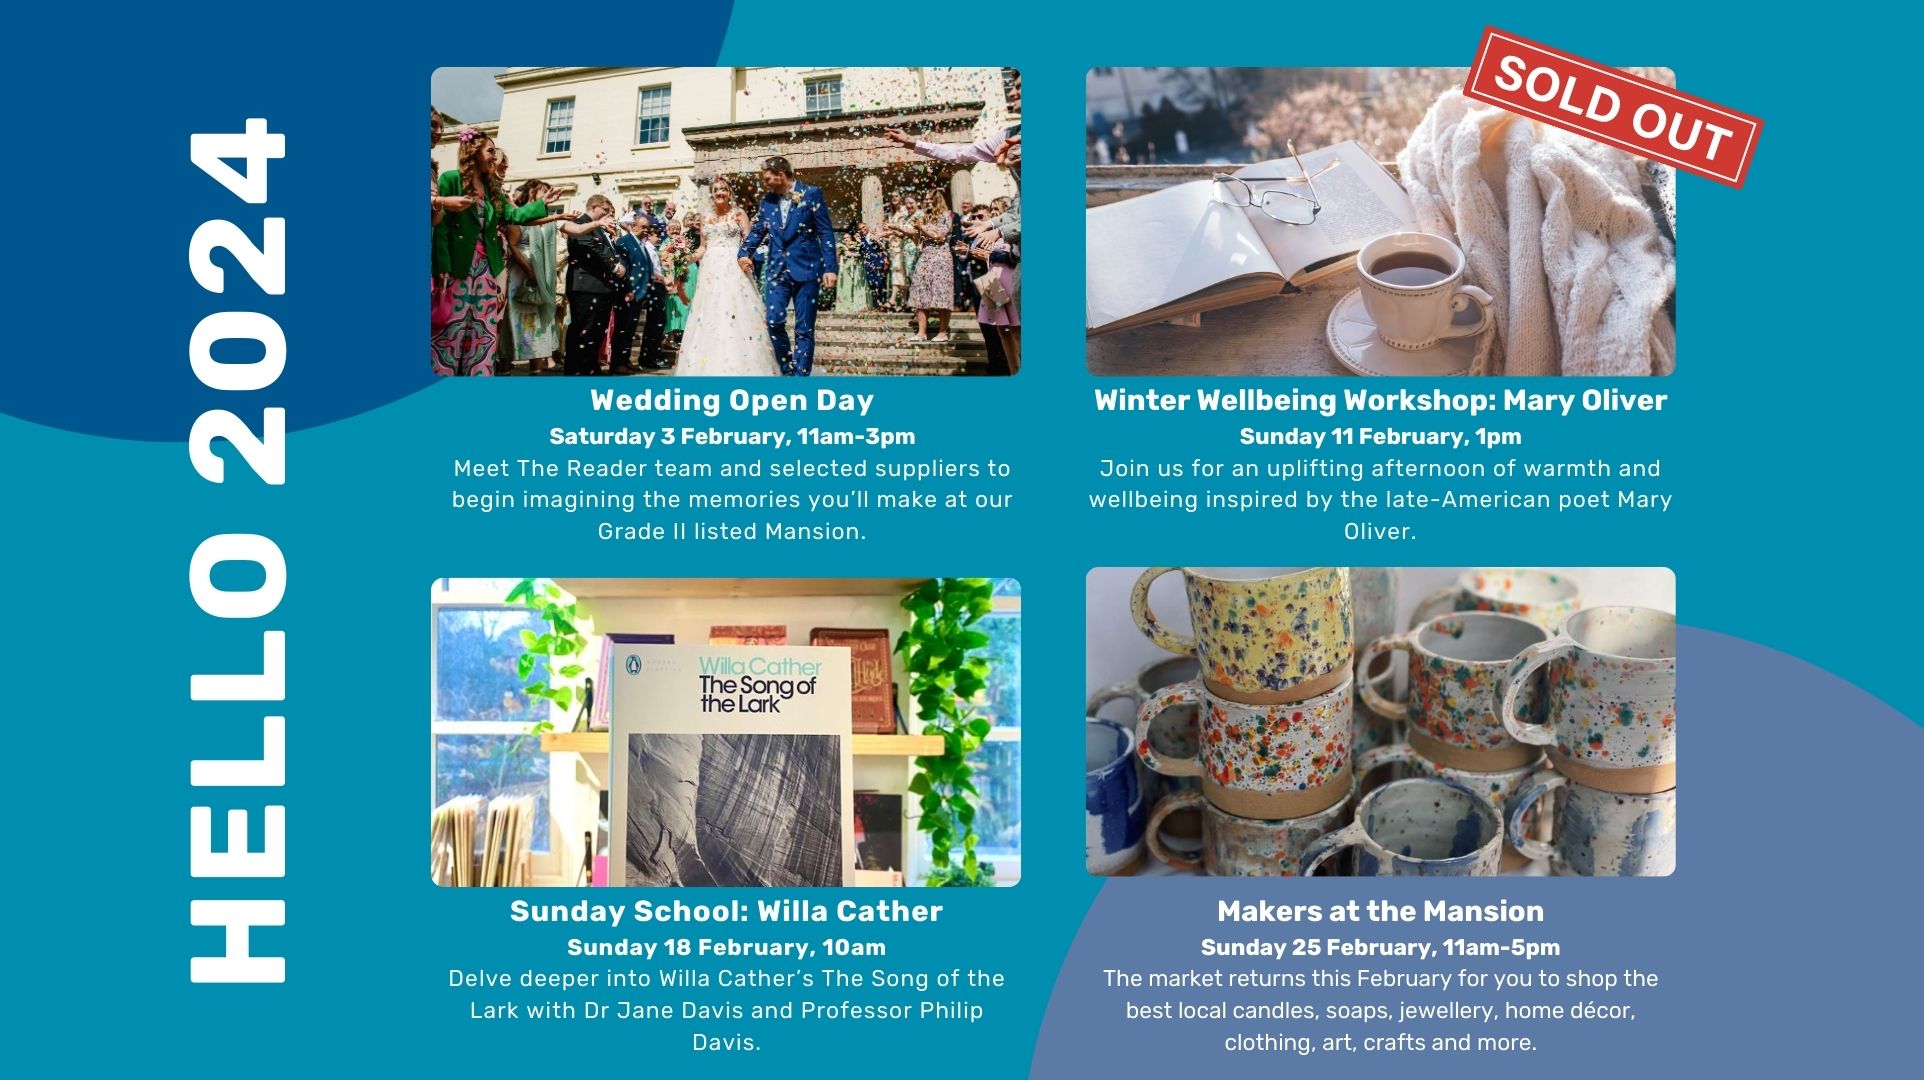 HELLO 2024
SOLD OUT
Wedding Open Day
Saturday 3 February, 11am-3pm
Meet The Reader team and selected suppliers to
begin imagining the memories you’ll make at our
Grade II listed Mansion.
Winter Wellbeing Workshop: Mary Oliver
Sunday 11 February, 1pm
Join us for an uplifting afternoon of warmth and
wellbeing inspired by the late-American poet Mary
Oliver.
Willa Cather
The Song of
the Lark
Sunday School: Willa Cather
Sunday 18 February, 10am
Delve deeper into Willa Cather’s The Song of the
Lark with Dr Jane Davis and Professor Philip
Davis.
Makers at the Mansion
Sunday 25 February, 11am-5pm
The market returns this February for you to shop the
best local candles, soaps, jewellery, home décor,
clothing, art, crafts and more.